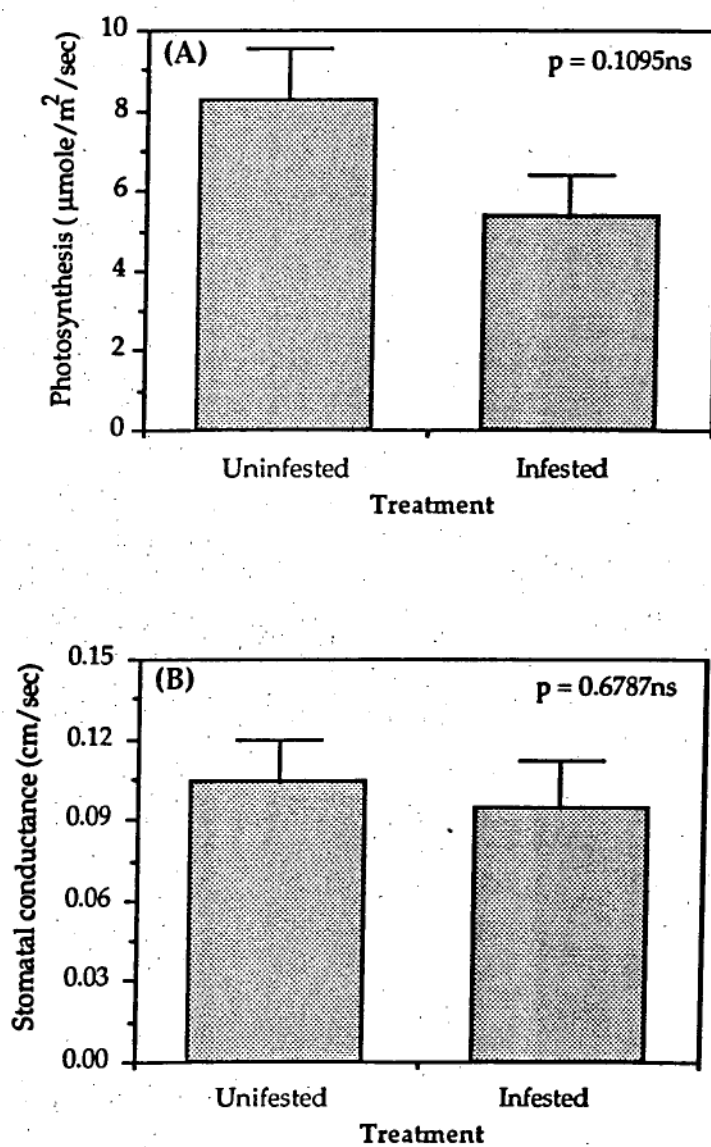 (A)
p = 0.1095ns
Photosynthesis ( µmole/m²/sec)
10
8
6
4
2
0
Uninfested Infested
Treatment
(B)
p = 0.6787ns
Stomatal conductance (cm/sec)
0.15
0.12
0.09
0.06
0.03
0.00
Unifested Infested
Treatment